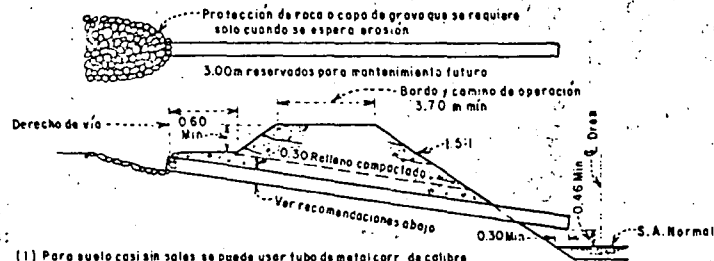 Protección de roca o capa de grava que se requiere
solo cuando se espera erosión
3.00m reservados para mantenimiento futuro
Bordo y camino de operación
3.70 m mín
Derecho de vía
0.60
Min
1.5:1
0.30 Relleno compactado
Ver recomendaciones abajo
0.46 Min
℄ Dren
0.30 Min
S.A. Normal
(1) Para suelo casi sin sales se puede usar tubo de metal corr. de calibre